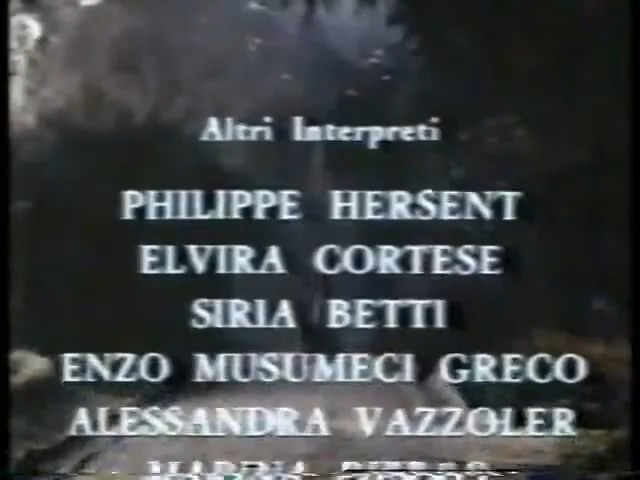 Altri Interpreti
PHILIPPE HERSENT
ELVIRA CORTESE
SIRIA BETTI
ENZO MUSUMECI GRECO
ALESSANDRA VAZZOLER